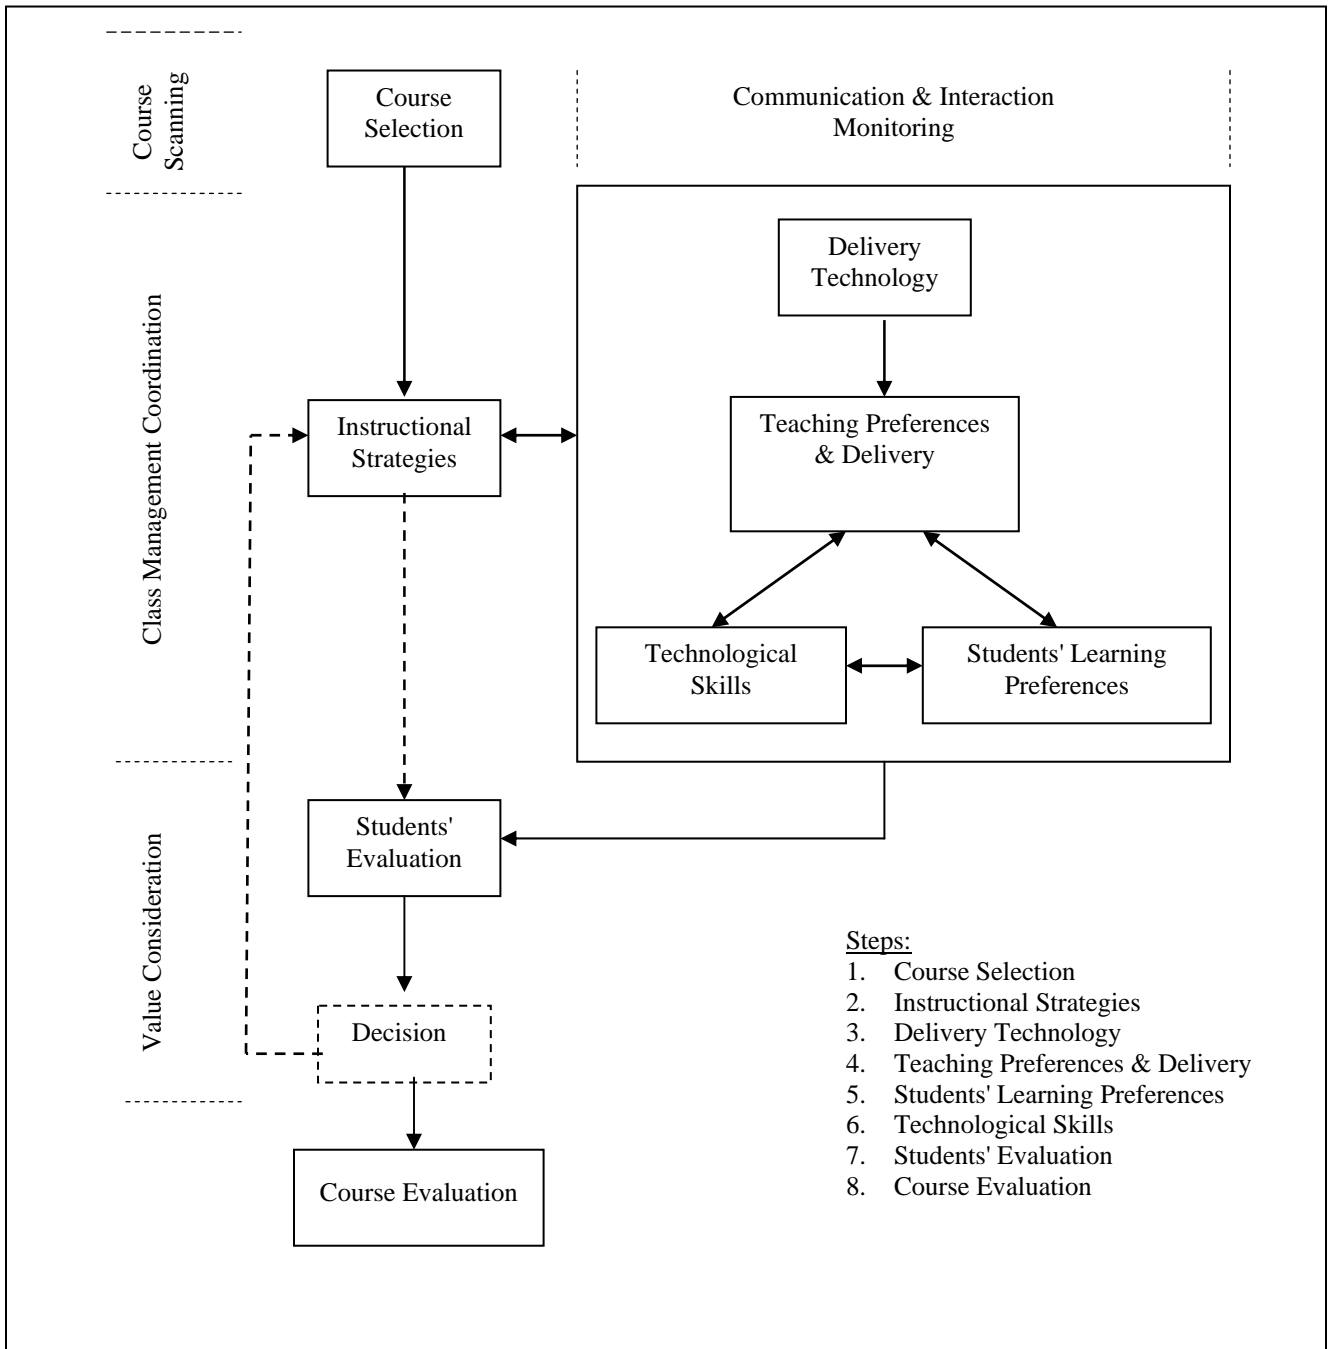 Course
Scanning
Course
Selection
Communication & Interaction
Monitoring
Class Management Coordination
Delivery
Technology
Instructional
Strategies
Teaching Preferences
& Delivery
Technological
Skills
Students' Learning
Preferences
Value Consideration
Students'
Evaluation
Decision
Course Evaluation
Steps:
1. Course Selection
2. Instructional Strategies
3. Delivery Technology
4. Teaching Preferences & Delivery
5. Students' Learning Preferences
6. Technological Skills
7. Students' Evaluation
8. Course Evaluation